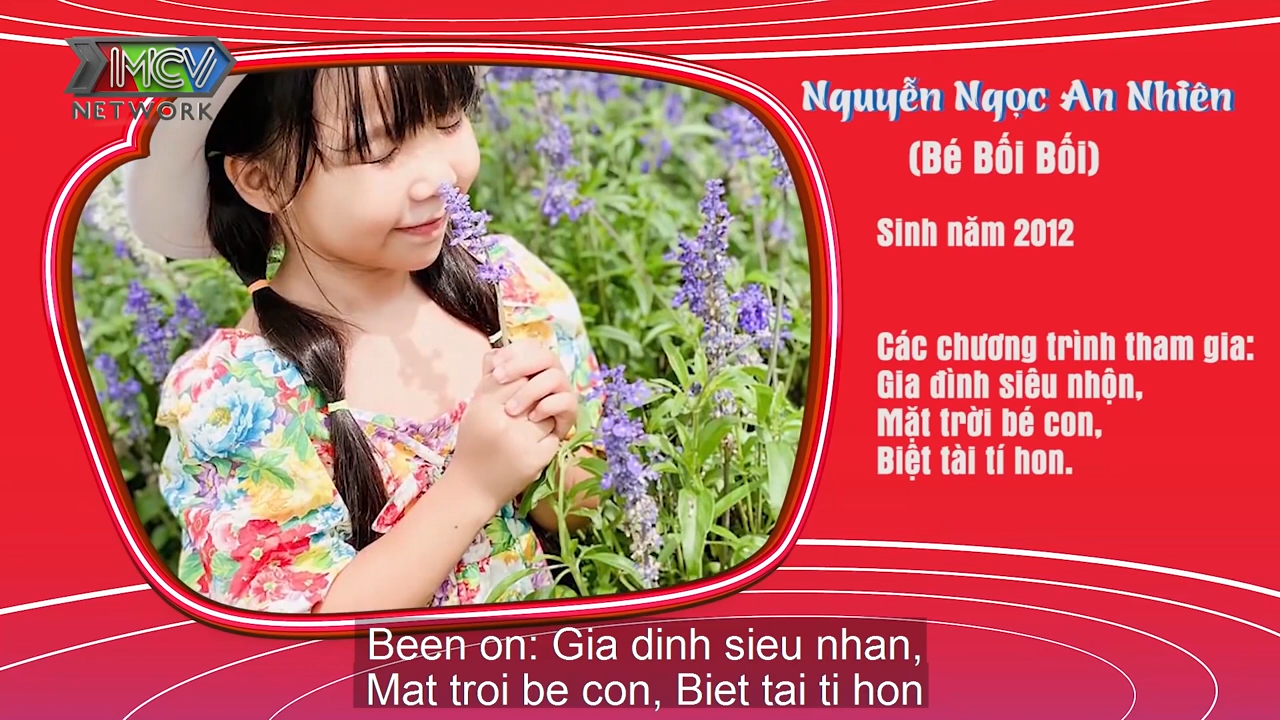 MCV
NETWORK
Nguyễn Ngọc An Nhiên
(Bé Bối Bối)
Sinh năm 2012
Các chương trình tham gia:
Gia đình siêu nhộn,
Mặt trời bé con,
Biệt tài tí hon.
Been on: Gia dinh sieu nhan,
Mat troi be con, Biet tai ti hon